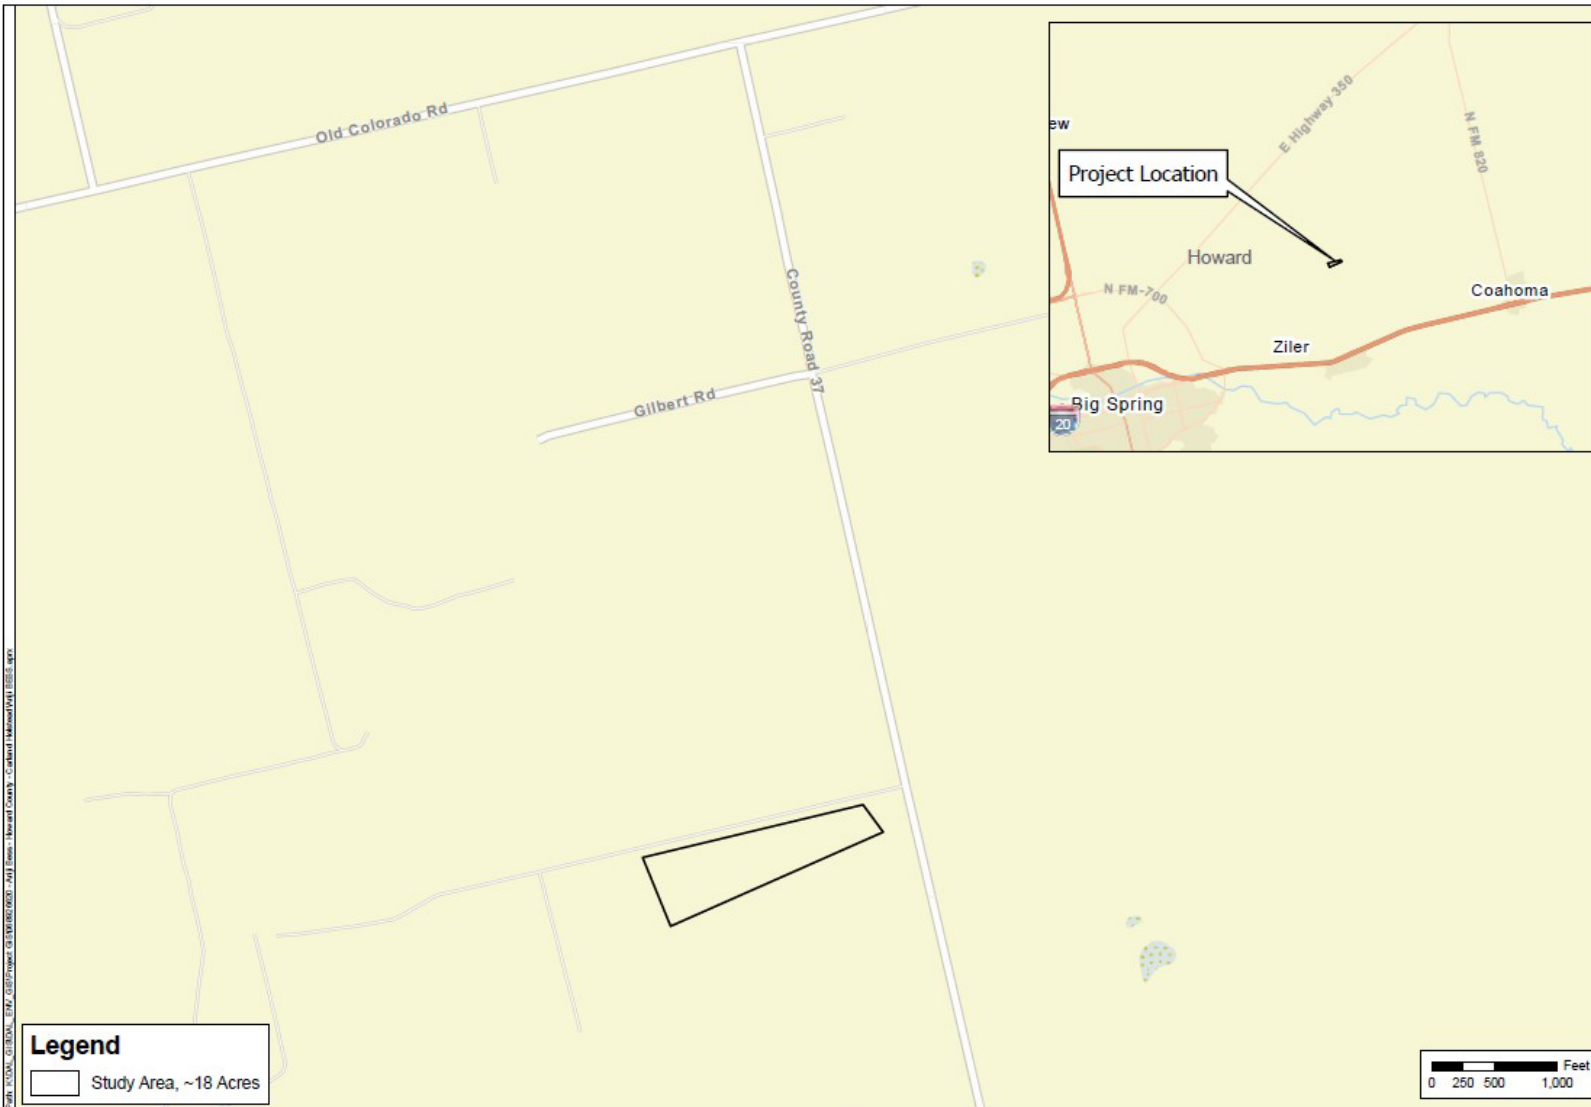 Old Colorado Rd
County Road 37
Gilbert Rd
ew
E Highway 350
N FM 820
Project Location
Howard
N FM-700
Coahoma
Ziler
Big Spring
20
Legend
Study Area, ~18 Acres
Feet
0 250 500 1,000